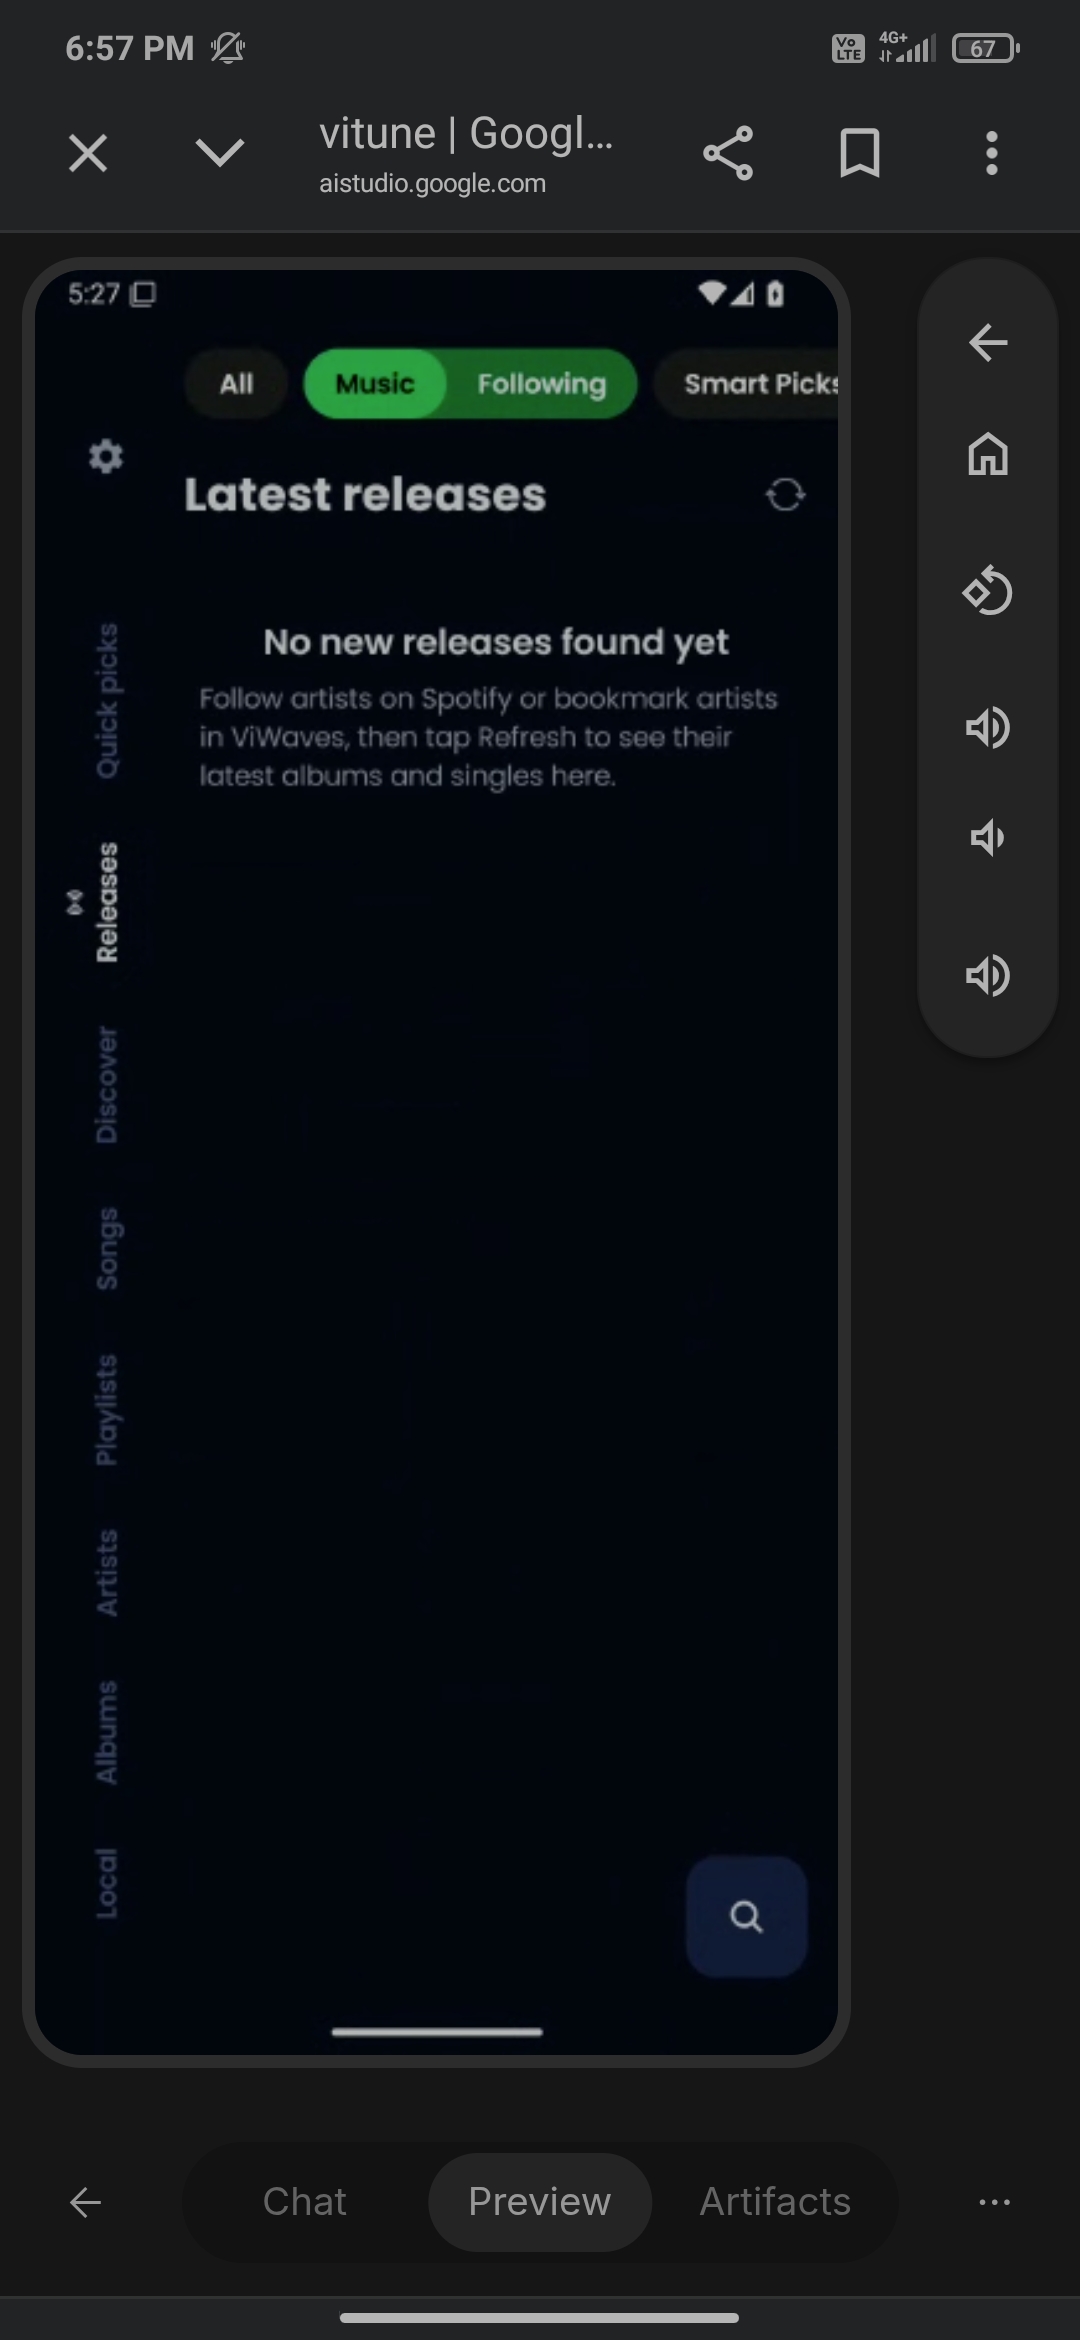 6:57 PM
Vo LTE
4G+
67
vitune | Googl...
aistudio.google.com
5:27
All
Music
Following
Smart Picks
Latest releases
No new releases found yet
Follow artists on Spotify or bookmark artists
in ViWaves, then tap Refresh to see their
latest albums and singles here.
Quick picks
Releases
Discover
Songs
Playlists
Artists
Albums
Local
Chat
Preview
Artifacts